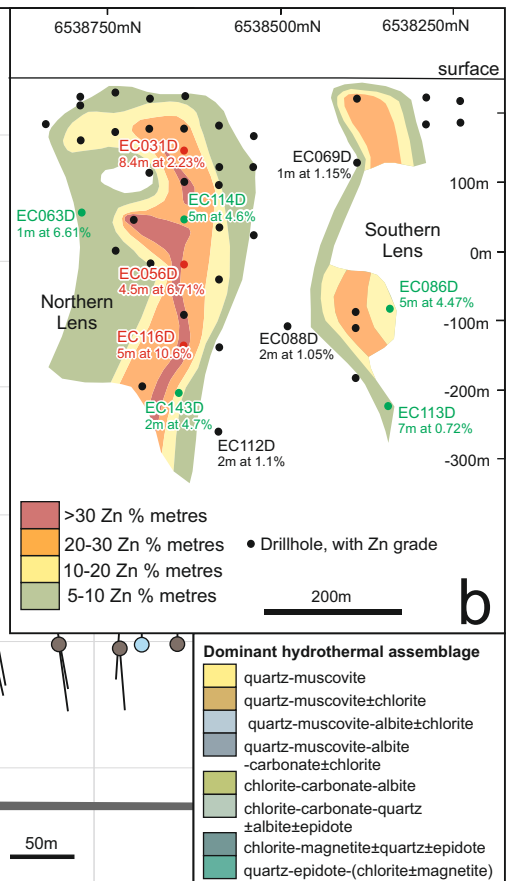 6538750mN 6538500mN 6538250mN
surface
EC031D
8.4m at 2.23%
EC069D
1m at 1.15%
100m
EC114D
5m at 4.6%
EC063D
1m at 6.61%
Southern
Lens
0m
EC056D
4.5m at 6.71%
EC086D
5m at 4.47%
Northern
Lens
-100m
EC116D
5m at 10.6%
EC088D
2m at 1.05%
-200m
EC143D
2m at 4.7%
EC113D
7m at 0.72%
EC112D
2m at 1.1%
-300m
>30 Zn % metres
20-30 Zn % metres
Drillhole, with Zn grade
10-20 Zn % metres
5-10 Zn % metres
200m
b
Dominant hydrothermal assemblage
quartz-muscovite
quartz-muscovite±chlorite
quartz-muscovite-albite±chlorite
quartz-muscovite-albite
-carbonate±chlorite
chlorite-carbonate-albite
chlorite-carbonate-quartz
±albite±epidote
chlorite-magnetite±quartz±epidote
quartz-epidote-(chlorite±magnetite)
50m